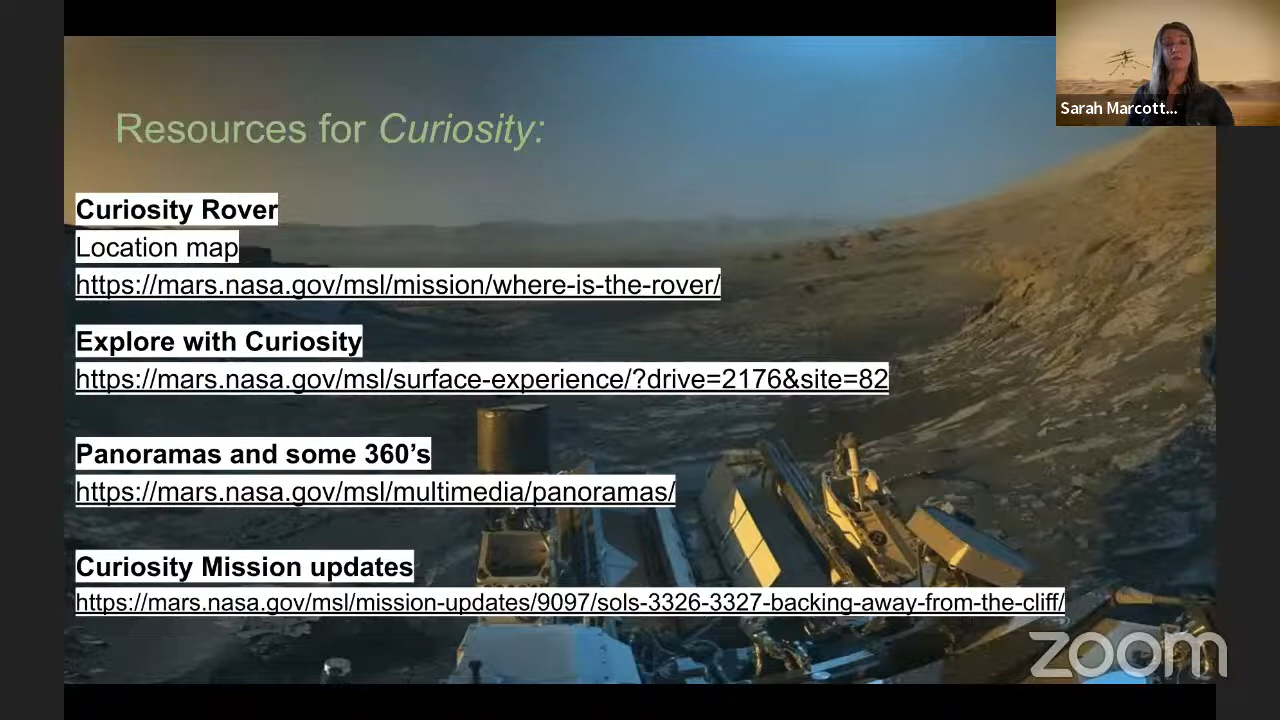 Sarah Marcott...
Resources for Curiosity:
Curiosity Rover
Location map
https://mars.nasa.gov/msl/mission/where-is-the-rover/
Explore with Curiosity
https://mars.nasa.gov/msl/surface-experience/?drive=2176&site=82
Panoramas and some 360’s
https://mars.nasa.gov/msl/multimedia/panoramas/
Curiosity Mission updates
https://mars.nasa.gov/msl/mission-updates/9097/sols-3326-3327-backing-away-from-the-cliff/
zoom